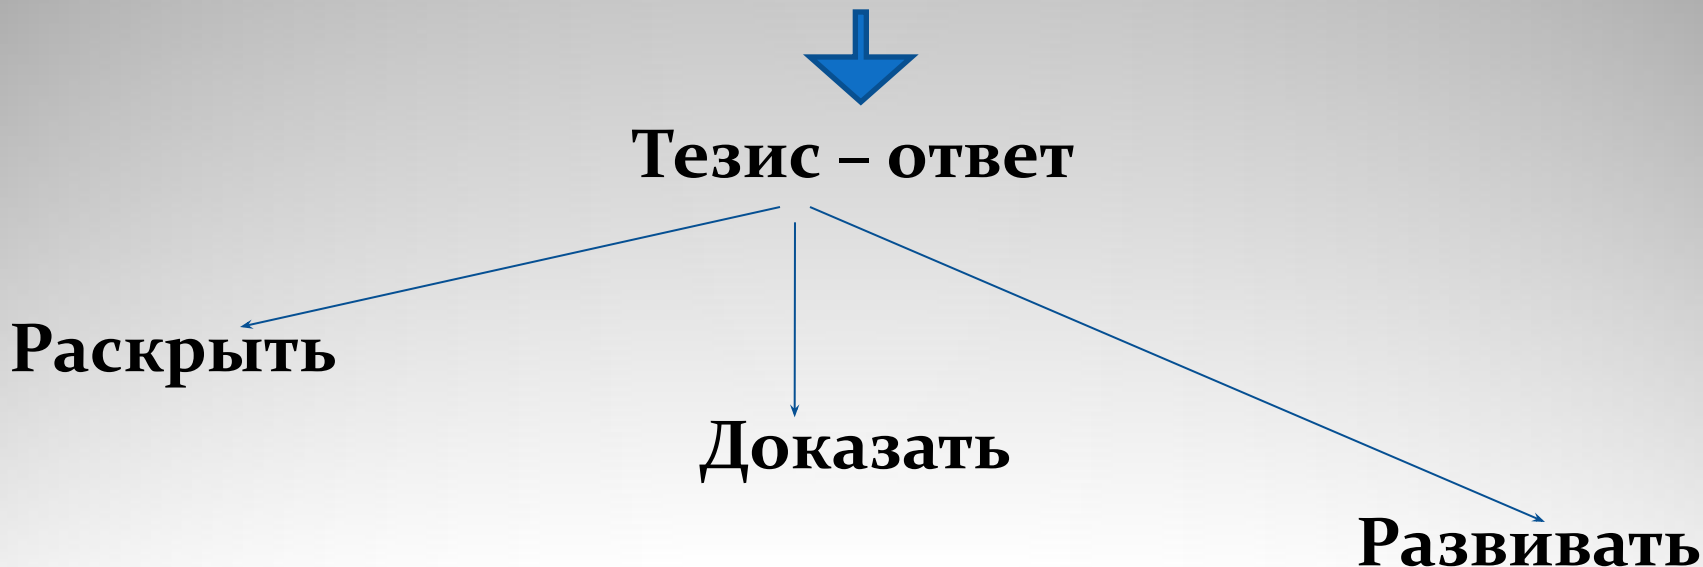 Тезис – ответ
Раскрыть
Доказать
Развивать